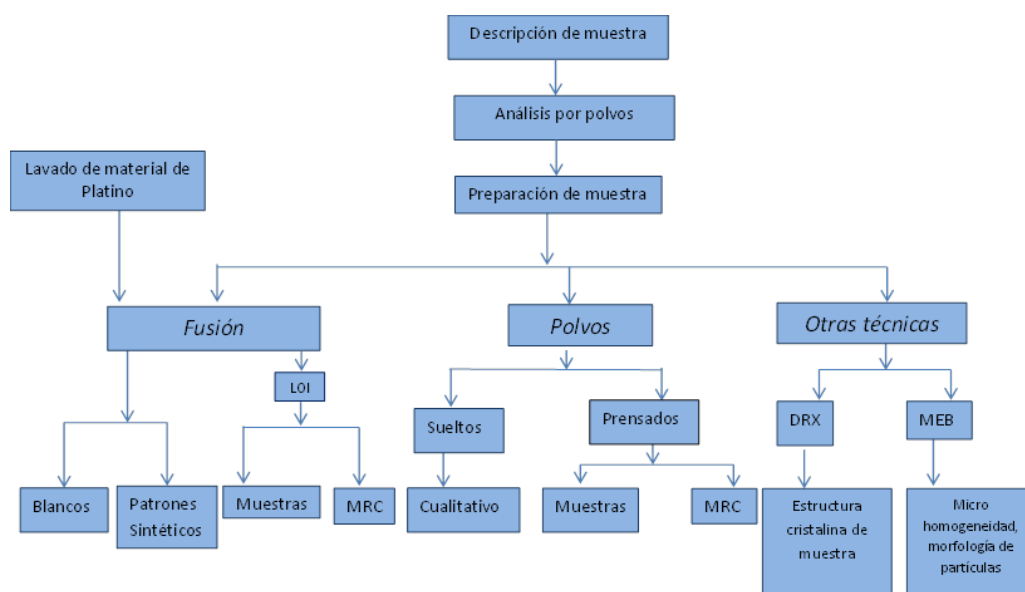 Descripción de muestra
Análisis por polvos
Lavado de material de
Platino
Preparación de muestra
Fusión
Polvos
Otras técnicas
LOI
Sueltos
Prensados
DRX
MEB
Blancos
Patrones
Sintéticos
Muestras
MRC
Cualitativo
Muestras
MRC
Estructura
cristalina de
muestra
Micro
homogeneidad,
morfología de
partículas